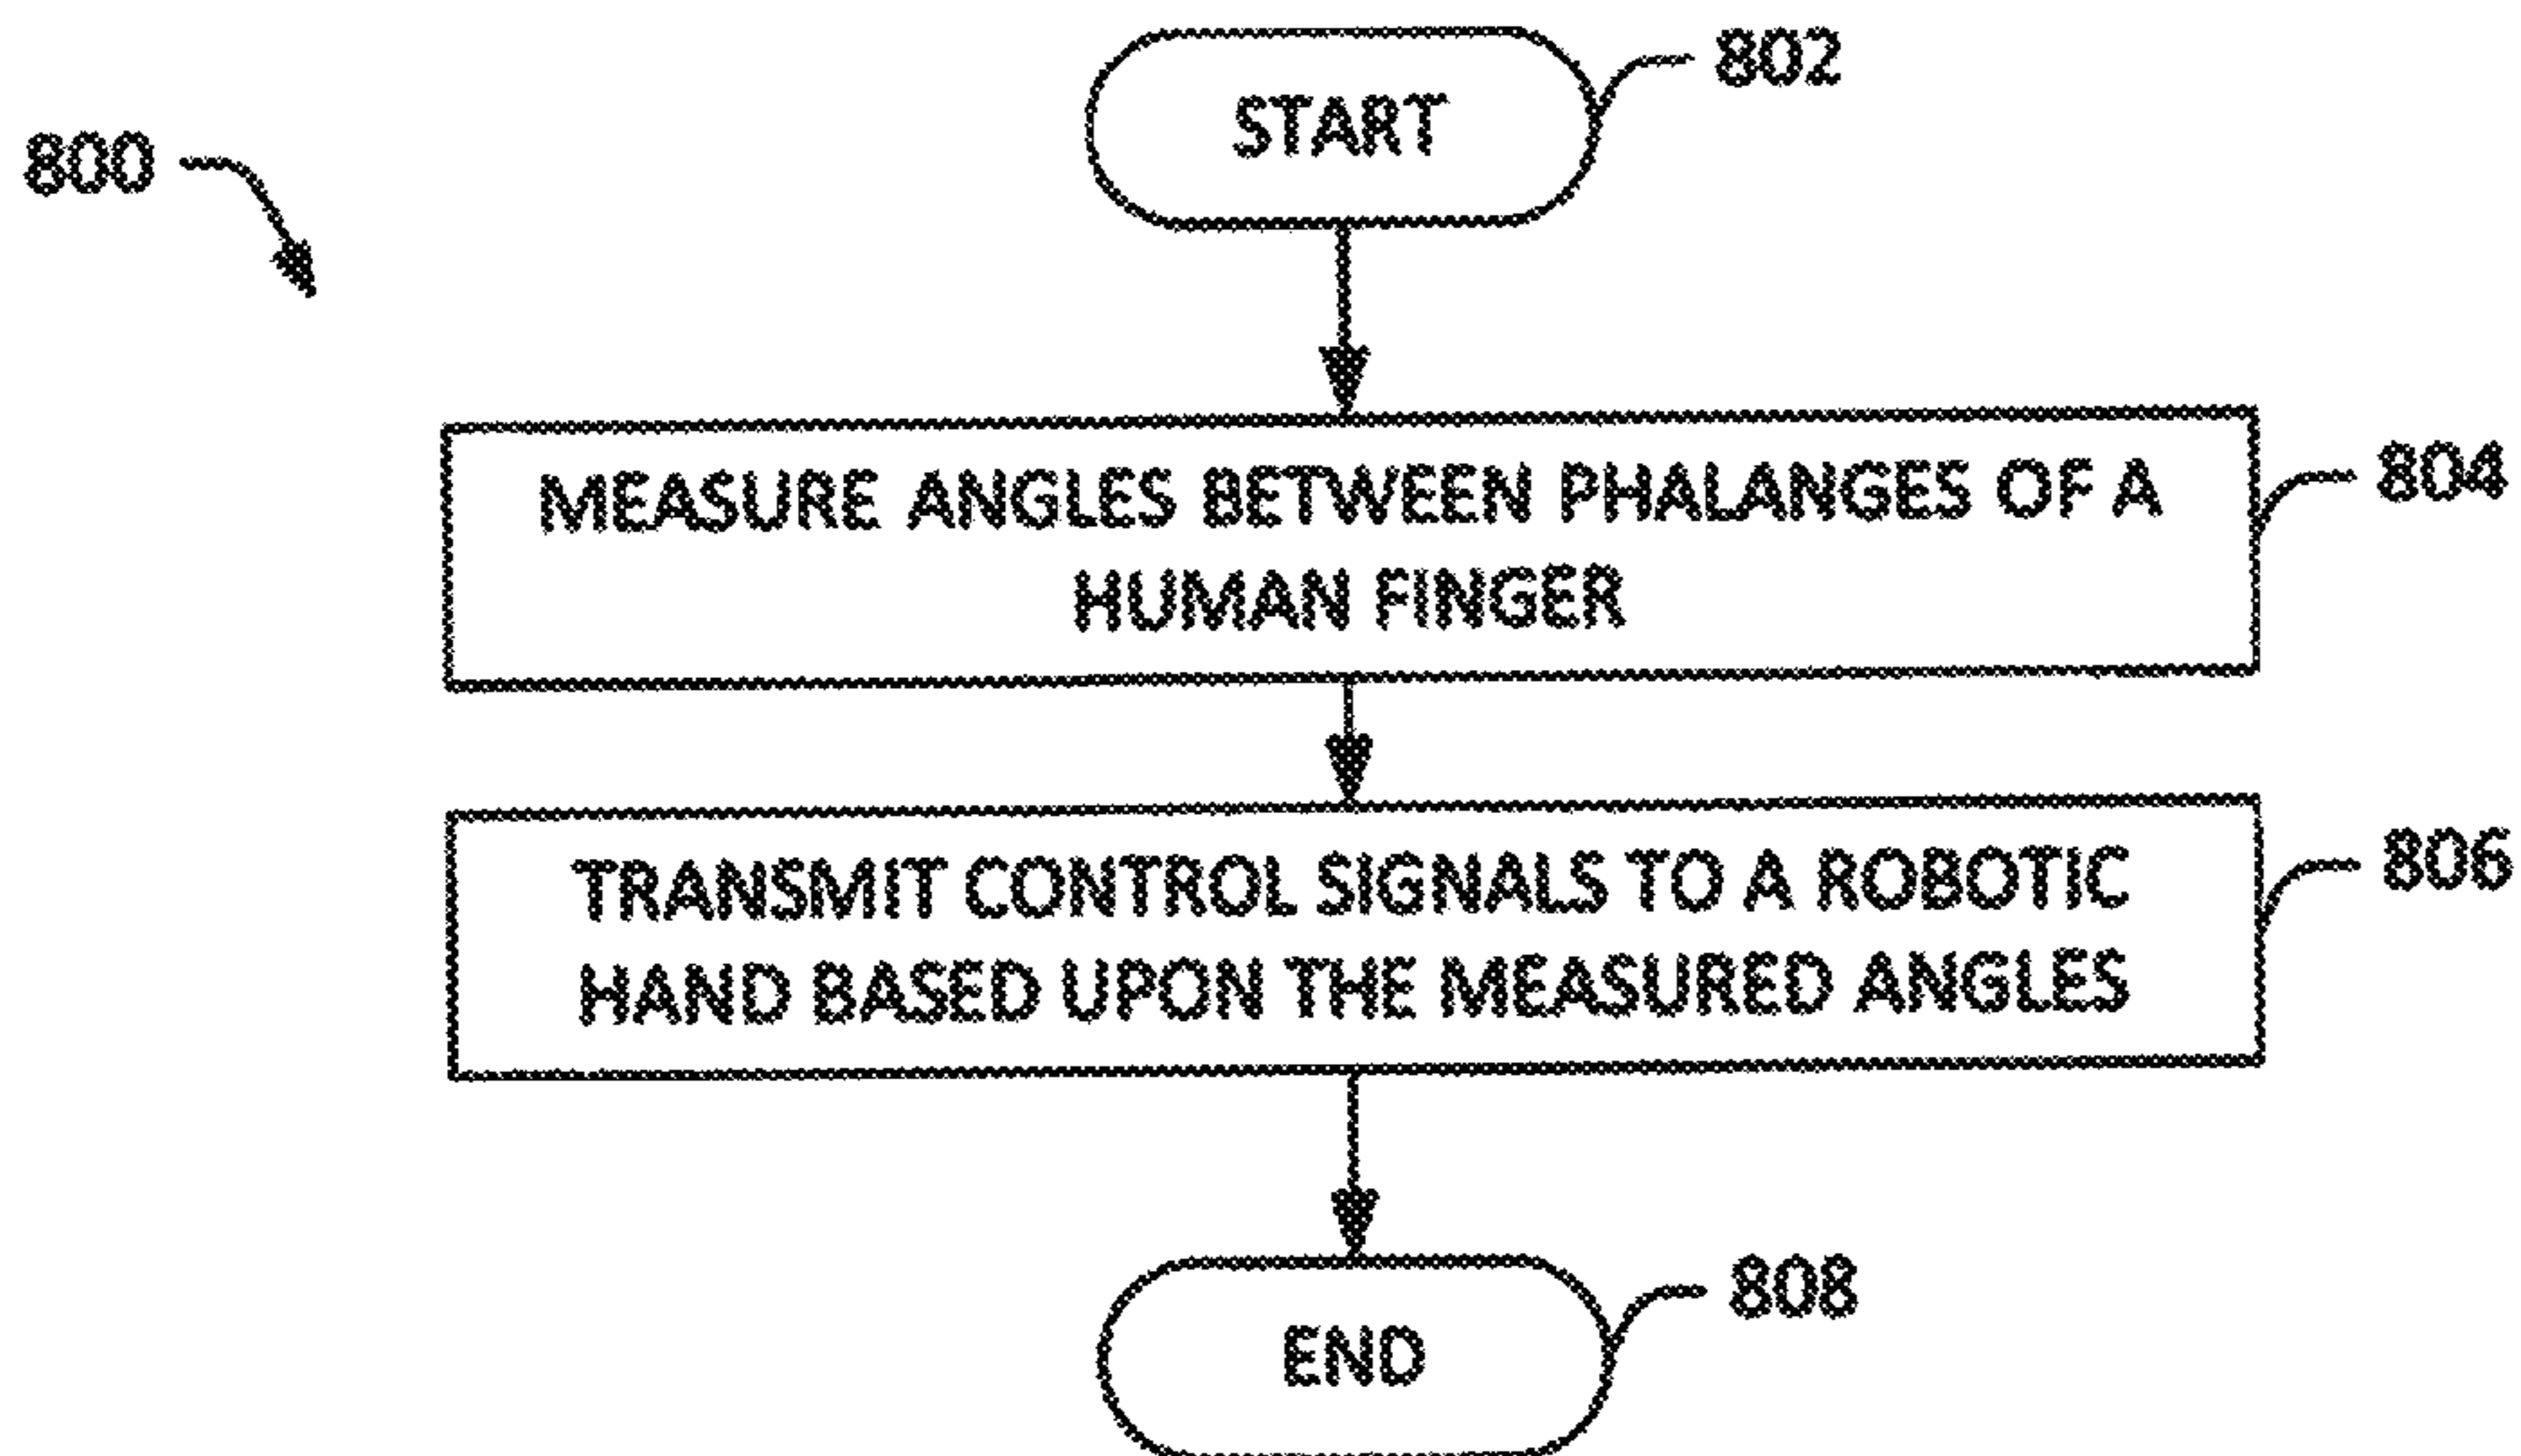 802
START
800
MEASURE ANGLES BETWEEN PHALANGES OF A
HUMAN FINGER
804
TRANSMIT CONTROL SIGNALS TO A ROBOTIC
HAND BASED UPON THE MEASURED ANGLES
806
END
808